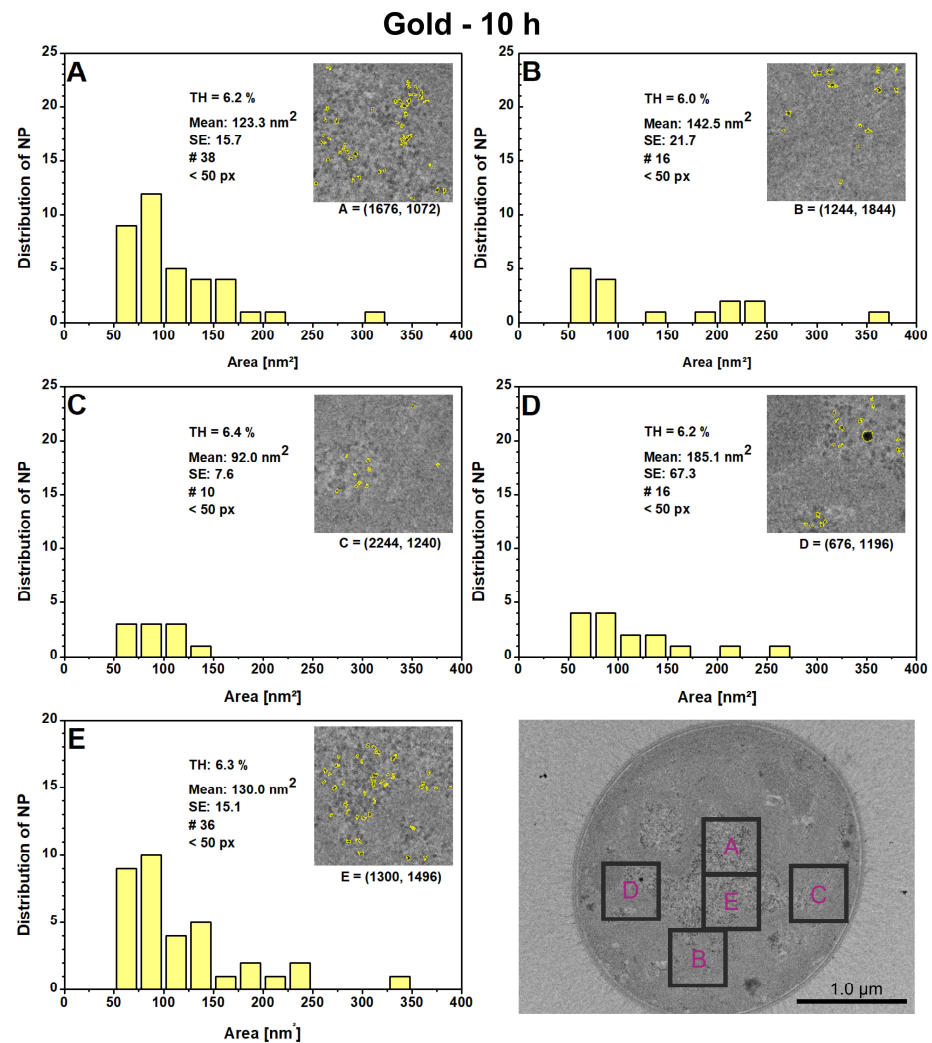 Gold - 10 h
A
TH = 6.2 %
Mean: 123.3 nm²
SE: 15.7
# 38
< 50 px
A = (1676, 1072)
Distribution of NP
0
5
10
15
20
25
0 50 100 150 200 250 300 350 400
Area [nm²]
B
TH = 6.0 %
Mean: 142.5 nm²
SE: 21.7
# 16
< 50 px
B = (1244, 1844)
Distribution of NP
0
5
10
15
20
25
0 50 100 150 200 250 300 350 400
Area [nm²]
C
TH = 6.4 %
Mean: 92.0 nm²
SE: 7.6
# 10
< 50 px
C = (2244, 1240)
Distribution of NP
0
5
10
15
20
25
0 50 100 150 200 250 300 350 400
Area [nm²]
D
TH = 6.2 %
Mean: 185.1 nm²
SE: 67.3
# 16
< 50 px
D = (676, 1196)
Distribution of NP
0
5
10
15
20
25
0 50 100 150 200 250 300 350 400
Area [nm²]
E
TH: 6.3 %
Mean: 130.0 nm²
SE: 15.1
# 36
< 50 px
E = (1300, 1496)
Distribution of NP
0
5
10
15
20
0 50 100 150 200 250 300 350 400
Area [nm²]
A
D
E
C
B
1.0 µm